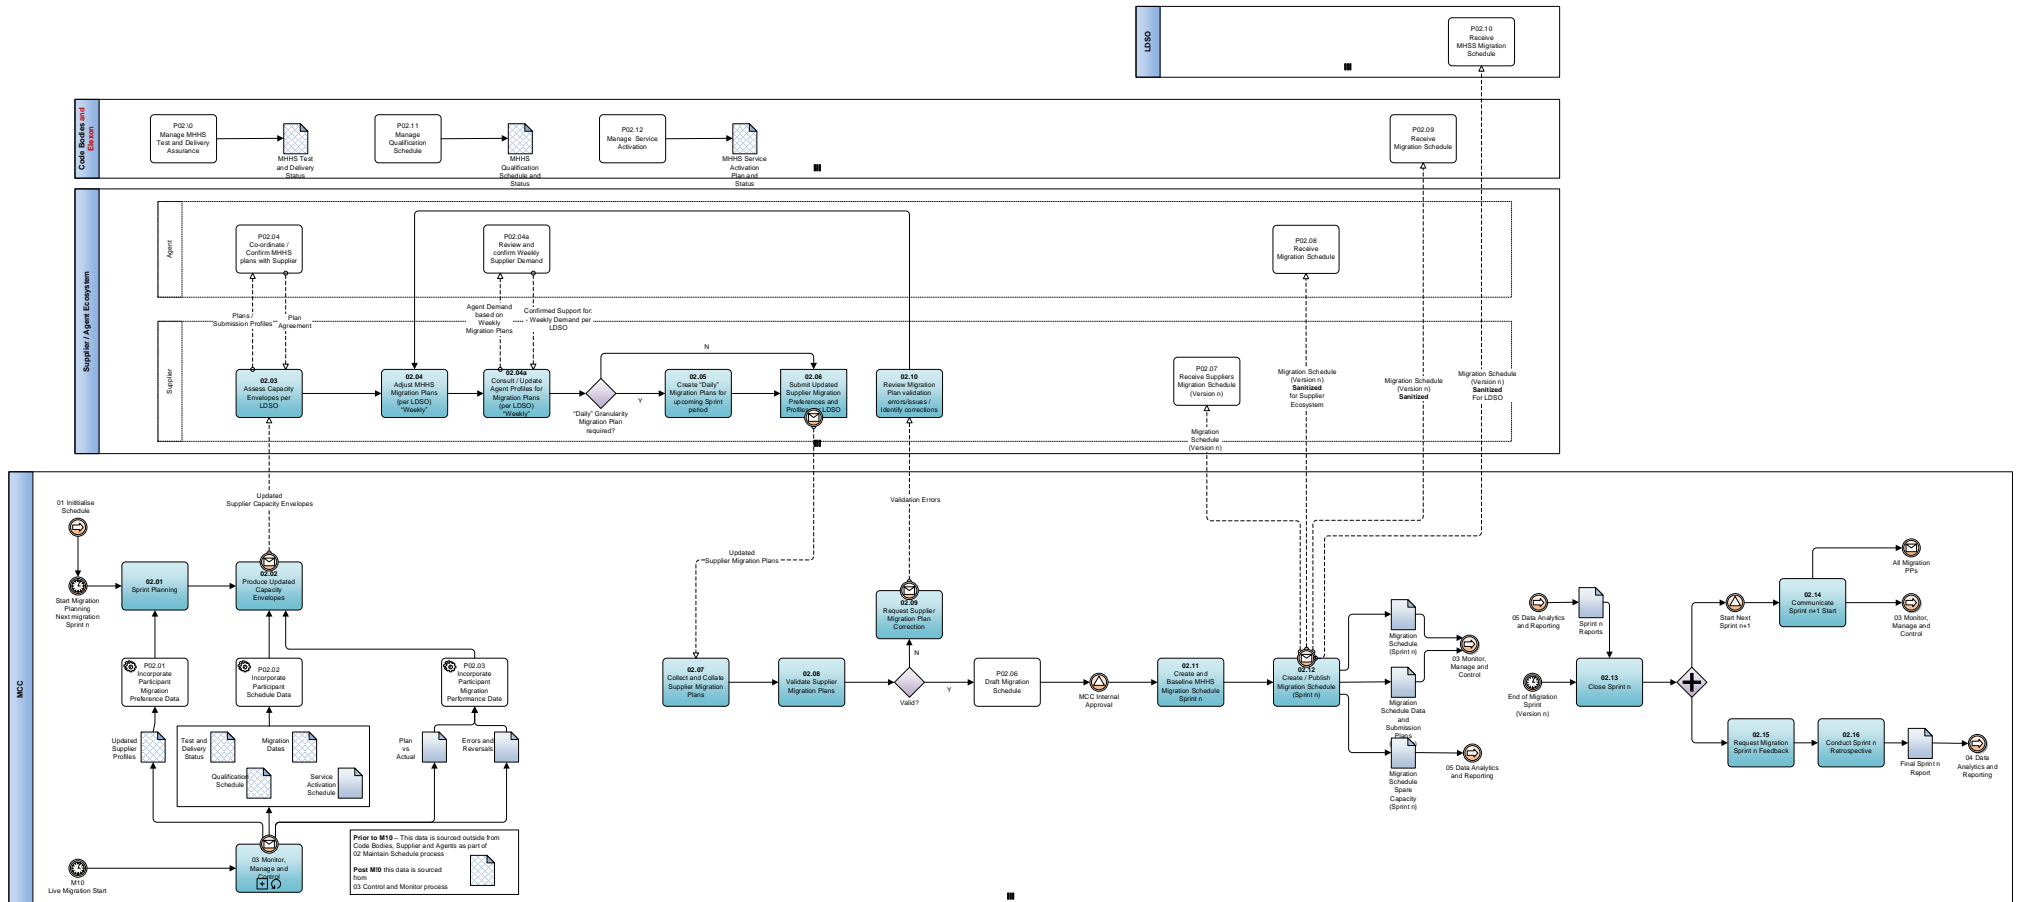 LDSO
P02.10
Receive
MHSS Migration
Schedule
Code Bodies and
Elexon
P02.\0
Manage MHHS
Test and Delivery
Assurance
MHHS Test
and Delivery
Status
P02.11
Manage
Qualification
Schedule
MHHS
Qualification
Schedule and
Status
P02.12
Manage Service
Activation
MHHS Service
Activation
Plan and
Status
P02.09
Receive
Migration Schedule
Supplier / Agent Ecosystem
Agent
P02.04
Co-ordinate /
Confirm MHHS
plans with Supplier
P02.04a
Review and
confirm Weekly
Supplier Demand
P02.08
Receive
Migration Schedule
Plans /
Submission Profiles
Plan
Agreement
Agent Demand
based on
Weekly
Migration Plans
Confirmed Support for:
- Weekly Demand per
LDSO
Supplier
02.03
Assess Capacity
Envelopes per
LDSO
02.04
Adjust MHHS
Migration Plans
(per LDSO)
"Weekly"
02.04a
Consult / Update
Agent Profiles for
Migration Plans
(per LDSO)
"Weekly"
"Daily" Granularity
Migration Plan
required?
N
Y
02.05
Create "Daily"
Migration Plans for
upcoming Sprint
period
02.06
Submit Updated
Supplier Migration
Preferences and
Profiles per LDSO
02.10
Review Migration
Plan validation
errors/issues /
Identify corrections
P02.07
Receive Suppliers
Migration Schedule
(Version n)
Migration
Schedule
(Version n)
Migration Schedule
(Version n)
Sanitized
for Supplier
Ecosystem
Migration Schedule
(Version n)
Sanitized
Migration Schedule
(Version n)
Sanitized
For LDSO
MCC
01 Inititialise
Schedule
Start Migration
Planning
Next migration
Sprint n
02.01
Sprint Planning
Updated
Supplier Capacity Envelopes
02.02
Produce Updated
Capacity
Envelopes
P02.01
Incorporate
Participant
Migration
Preference Data
P02.02
Incorporate
Participant
Schedule Data
P02.03
Incorporate
Participant
Migration
Performance Date
Updated
Supplier
Profiles
Test and
Delivery
Status
Migration
Dates
Qualification
Schedule
Service
Activation
Schedule
Plan
vs
Actual
Errors and
Reversals
M10
Live Migration Start
03 Monitor,
Manage and
Control
Prior to M10 – This data is sourced outside from
Code Bodies, Supplier and Agents as part of
02 Maintain Schedule process
Post M!0 this data is sourced
from
03 Control and Monitor process
Updated
Supplier Migration Plans
Validation Errors
02.09
Request Supplier
Migration Plan
Correction
02.07
Collect and Collate
Supplier Migration
Plans
02.08
Validate Supplier
Migration Plans
Valid?
N
Y
P02.06
Draft Migration
Schedule
MCC Internal
Approval
02.11
Create and
Baseline MHHS
Migration Schedule
Sprint n
02.12
Create / Publish
Migration Schedule
(Sprint n)
Migration
Schedule
(Sprint n)
Migration
Schedule Data
and
Submission
Plans
Migration
Schedule
Spare
Capacity
(Sprint n)
03 Monitor,
Manage and
Control
05 Data Analytics
and Reporting
05 Data Analytics
and Reporting
Sprint n
Reports
End of Migration
Sprint
(Version n)
02.13
Close Sprint n
Start Next
Sprint n+1
02.14
Communicate
Sprint n+1 Start
All Migration
PPs
03 Monitor,
Manage and
Control
02.15
Request Migration
Sprint n Feedback
02.16
Conduct Sprint n
Retrospective
Final Sprint n
Report
04 Data
Analytics and
Reporting